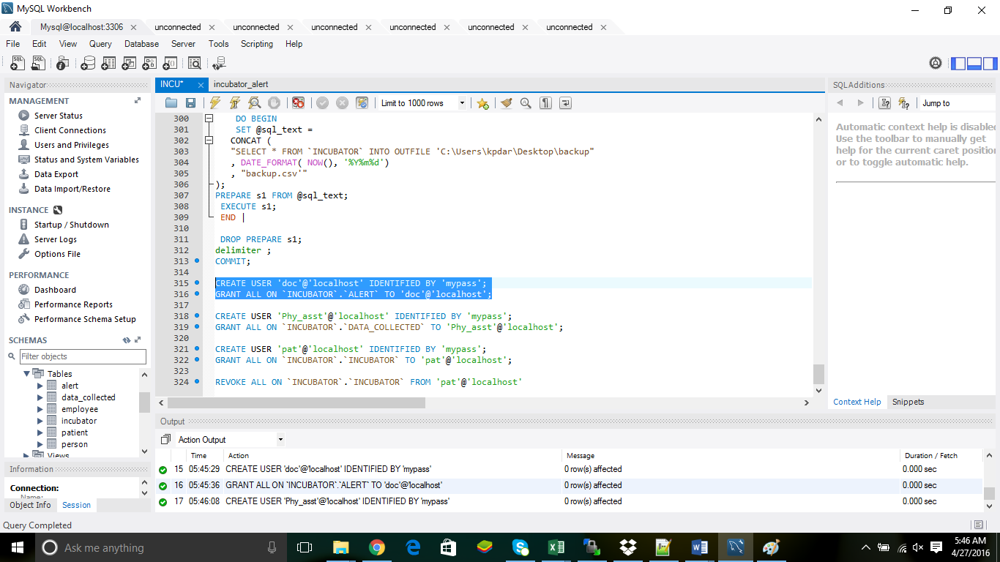 MySQL Workbench
Mysql@localhost:3306 unconnected unconnected unconnected unconnected unconnected unconnected
File Edit View Query Database Server Tools Scripting Help
Navigator
MANAGEMENT
Server Status
Client Connections
Users and Privileges
Status and System Variables
Data Export
Data Import/Restore
INSTANCE
Startup / Shutdown
Server Logs
Options File
PERFORMANCE
Dashboard
Performance Reports
Performance Schema Setup
SCHEMAS
Filter objects
Tables
alert
data_collected
employee
incubator
patient
person
Views
Information
Connection:
Name:
Object Info Session
INCU* incubator_alert
Limit to 1000 rows
300 DO BEGIN
301 SET @sql_text =
302 CONCAT (
303 "SELECT * FROM `INCUBATOR` INTO OUTFILE 'C:\Users\kpdar\Desktop\backup"
304 , DATE_FORMAT( NOW(), '%Y%m%d')
305 , "backup.csv'"
306 );
307 PREPARE s1 FROM @sql_text;
308 EXECUTE s1;
309 END |
310
311 DROP PREPARE s1;
312 delimiter ;
313 COMMIT;
314
315 CREATE USER 'doc'@'localhost' IDENTIFIED BY 'mypass';
316 GRANT ALL ON `INCUBATOR`.`ALERT` TO 'doc'@'localhost';
317
318 CREATE USER 'Phy_asst'@'localhost' IDENTIFIED BY 'mypass';
319 GRANT ALL ON `INCUBATOR`.`DATA_COLLECTED` TO 'Phy_asst'@'localhost';
320
321 CREATE USER 'pat'@'localhost' IDENTIFIED BY 'mypass';
322 GRANT ALL ON `INCUBATOR`.`INCUBATOR` TO 'pat'@'localhost';
323
324 REVOKE ALL ON `INCUBATOR`.`INCUBATOR` FROM 'pat'@'localhost'
SQLAdditions
Jump to
Automatic context help is disabled
Use the toolbar to manually get
help for the current caret position
or to toggle automatic help.
Context Help Snippets
Output
Action Output
Time Action Message Duration / Fetch
15 05:45:29 CREATE USER 'doc'@'localhost' IDENTIFIED BY 'mypass' 0 row(s) affected 0.000 sec
16 05:45:36 GRANT ALL ON `INCUBATOR`.`ALERT` TO 'doc'@'localhost' 0 row(s) affected 0.000 sec
17 05:46:08 CREATE USER 'Phy_asst'@'localhost' IDENTIFIED BY 'mypass' 0 row(s) affected 0.000 sec
Query Completed
Ask me anything
5:46 AM
4/27/2016